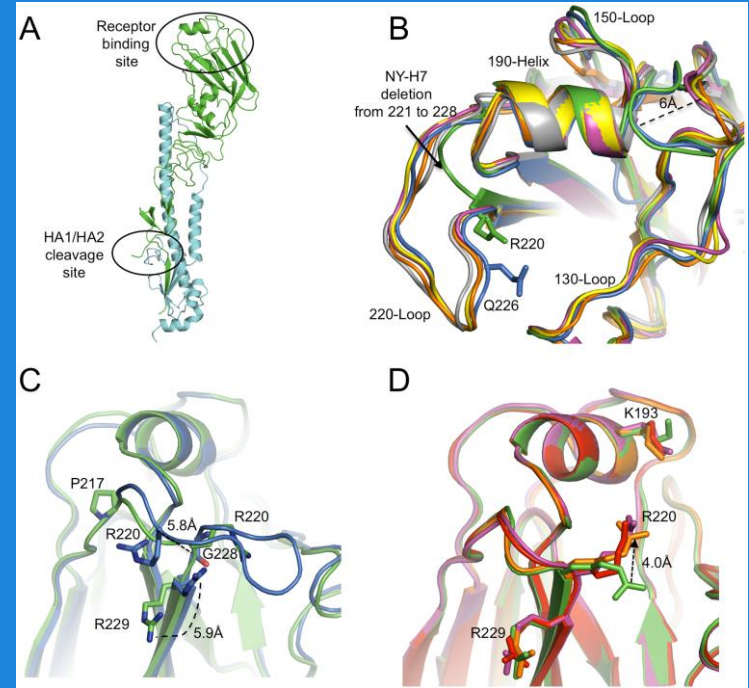 A
Receptor
binding
site
HA1/HA2
cleavage
site
B
150-Loop
190-Helix
NY-H7
deletion
from 221 to 228
6Å
R220
Q226
130-Loop
220-Loop
C
P217
5.8Å
R220
R220
G228
R229
5.9Å
D
K193
R220
4.0Å
R229